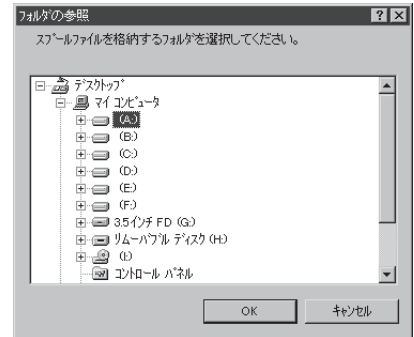 フォルダの参照
スプールファイルを格納するフォルダを選択してください。
デスクトップ
マイ コンピュータ
(A:)
(B:)
(C:)
(D:)
(E:)
(F:)
3.5インチ FD (G:)
リムーバブル ディスク (H:)
(I:)
コントロール パネル
OK キャンセル